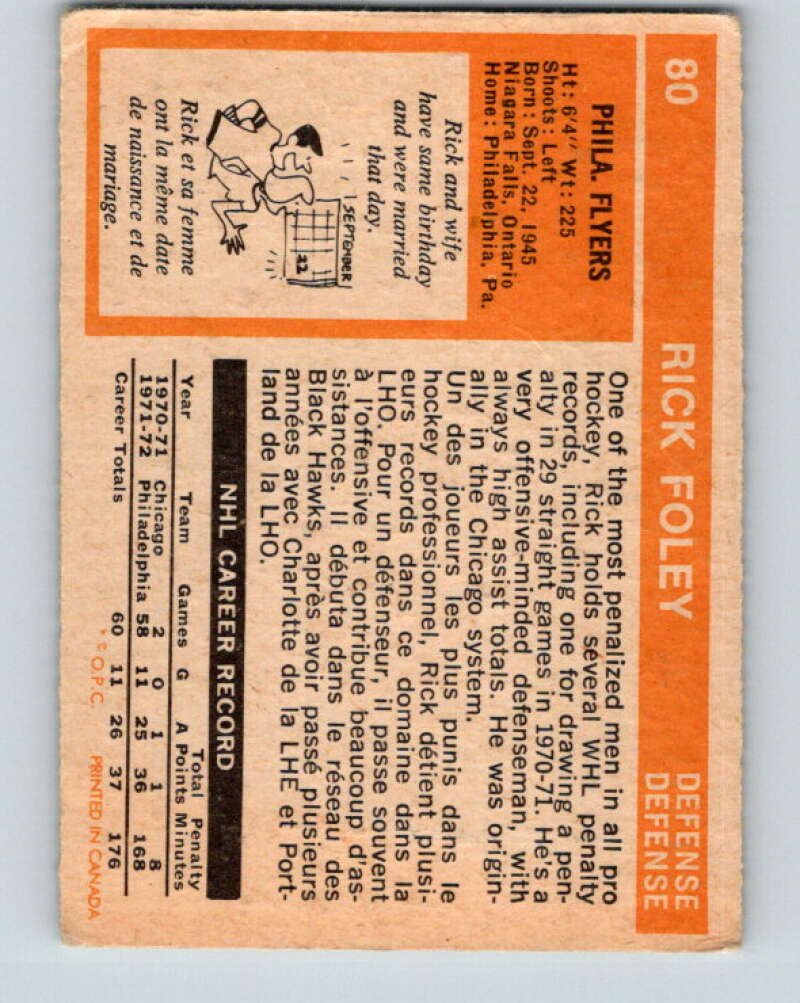 80 RICK FOLEY DEFENSE
DEFENSE
PHILA. FLYERS
Ht: 6'4" Wt: 225
Shoots: Left
Born: Sept. 22, 1945
Niagara Falls, Ontario
Home: Philadelphia, Pa.
Rick and wife
have same birthday
and were married
that day.
SEPTEMBER
22
Rick et sa femme
ont la même date
de naissance et de
mariage.
One of the most penalized men in all pro
hockey, Rick holds several WHL penalty
records, including one for drawing a pen-
alty in 29 straight games in 1970-71. He's a
very offensive-minded defenseman, with
always high assist totals. He was origin-
ally in the Chicago system.
Un des joueurs les plus punis dans le
hockey professionnel, Rick détient plusi-
eurs records dans ce domaine dans la
LHO. Pour un défenseur, il passe souvent
à l'offensive et contribue beaucoup d'as-
sistances. Il débuta dans le réseau des
Black Hawks, après avoir passé plusieurs
années avec Charlotte de la LHE et Port-
land de la LHO.
NHL CAREER RECORD
Total Penalty
Year Team Games G A Points Minutes
1970-71 Chicago 2 0 1 1 8
1971-72 Philadelphia 58 11 25 36 168
Career Totals 60 11 26 37 176
* © O.P.C. PRINTED IN CANADA